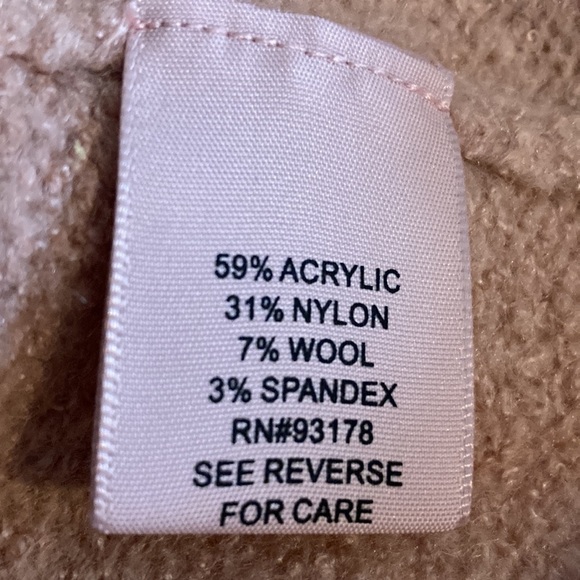 59% ACRYLIC
31% NYLON
7% WOOL
3% SPANDEX
RN#93178
SEE REVERSE
FOR CARE